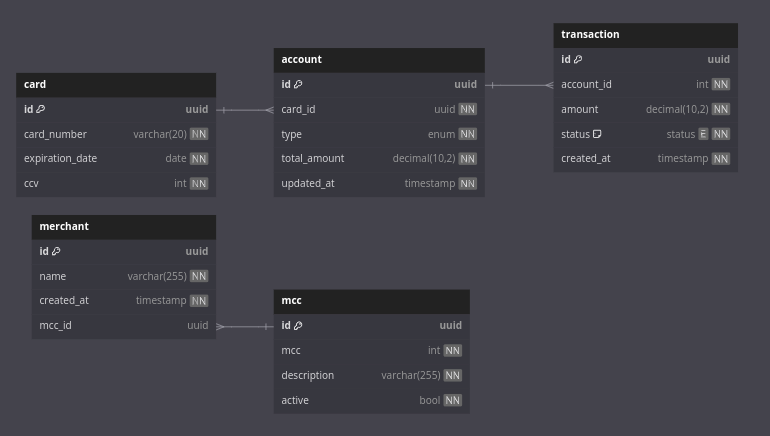 card
id uuid
card_number varchar(20) NN
expiration_date date NN
ccv int NN
account
id uuid
card_id uuid NN
type enum NN
total_amount decimal(10,2) NN
updated_at timestamp NN
transaction
id uuid
account_id int NN
amount decimal(10,2) NN
status status E NN
created_at timestamp NN
merchant
id uuid
name varchar(255) NN
created_at timestamp NN
mcc_id uuid
mcc
id uuid
mcc int NN
description varchar(255) NN
active bool NN